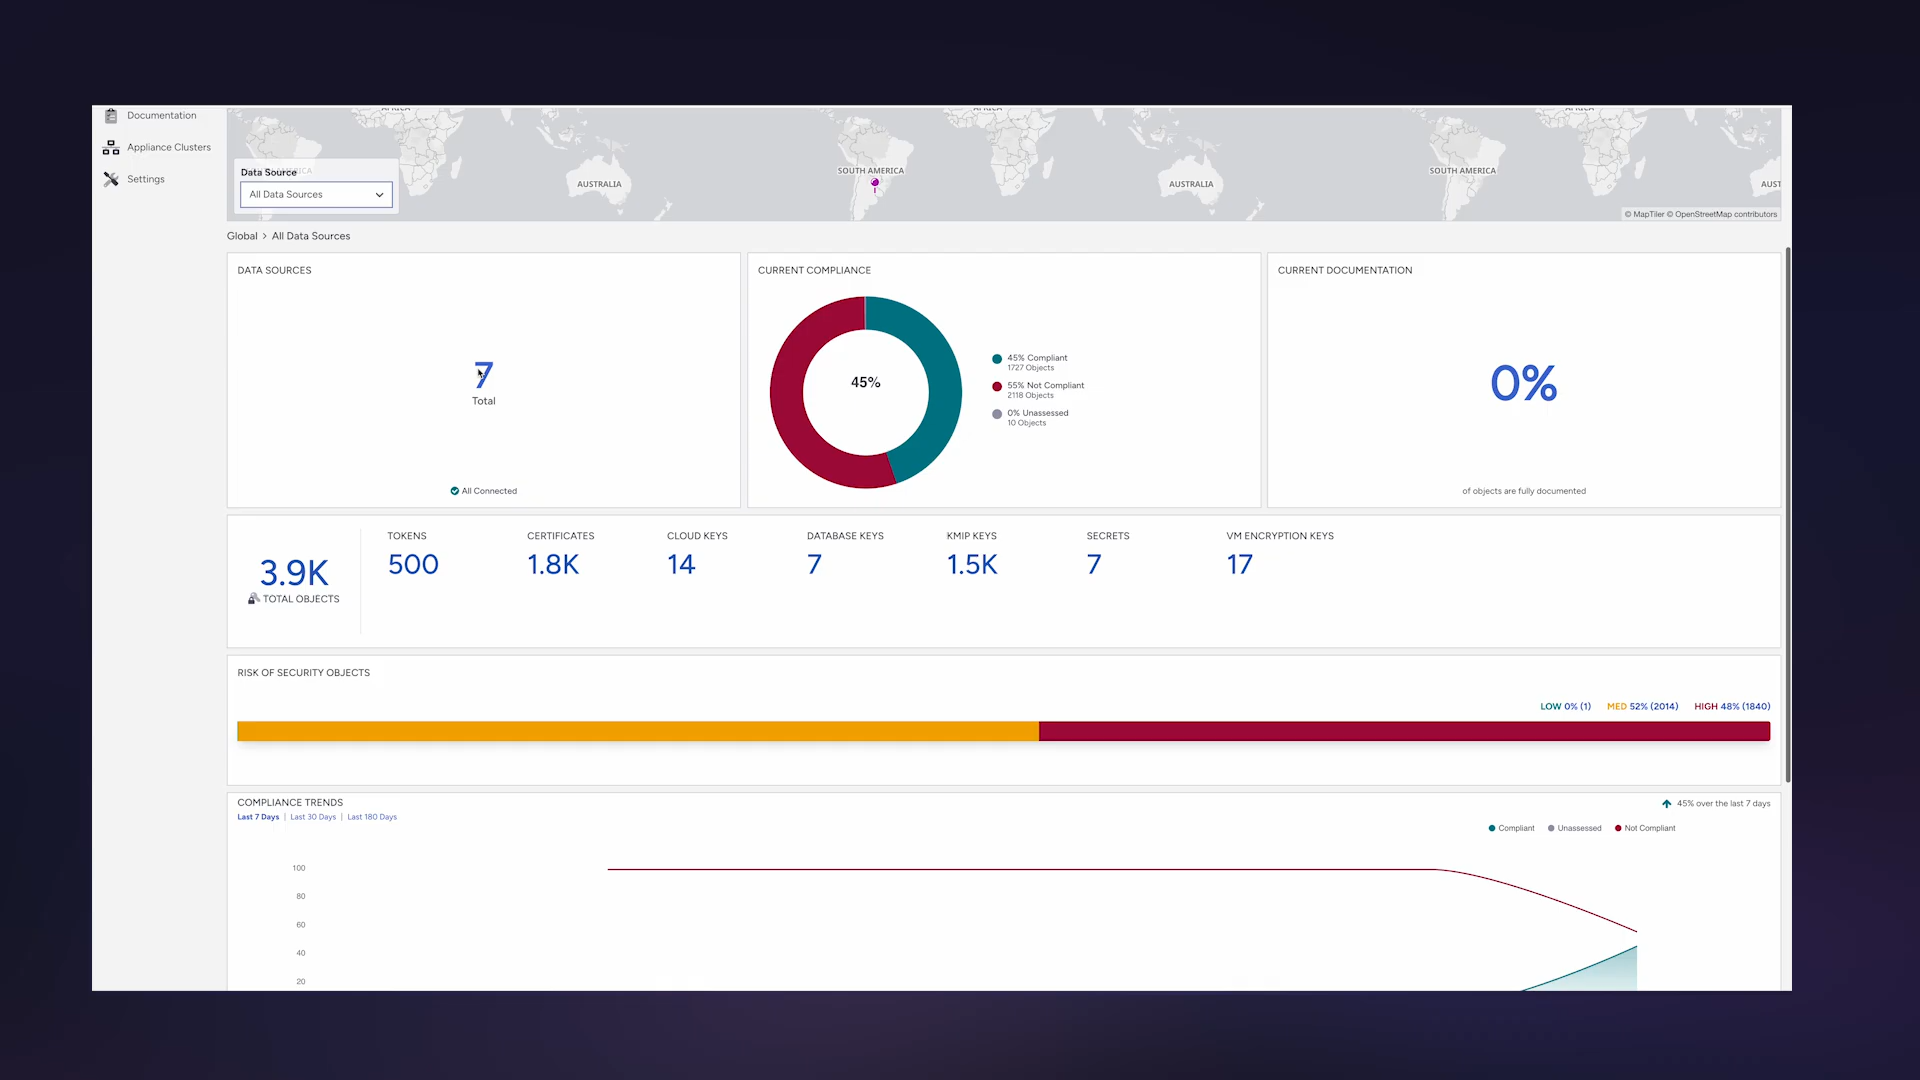 Documentation
Appliance Clusters
Settings
AFRICA
AFRICA
AFRICA
Data Source
All Data Sources
AUSTRALIA
SOUTH AMERICA
AUSTRALIA
SOUTH AMERICA
© MapTiler © OpenStreetMap contributors
Global > All Data Sources
DATA SOURCES
7
Total
All Connected
CURRENT COMPLIANCE
45%
45% Compliant
1727 Objects
55% Not Compliant
2118 Objects
0% Unassessed
10 Objects
CURRENT DOCUMENTATION
0%
of objects are fully documented
3.9K
TOTAL OBJECTS
TOKENS
500
CERTIFICATES
1.8K
CLOUD KEYS
14
DATABASE KEYS
7
KMIP KEYS
1.5K
SECRETS
7
VM ENCRYPTION KEYS
17
RISK OF SECURITY OBJECTS
LOW 0% (1) MED 52% (2014) HIGH 48% (1840)
COMPLIANCE TRENDS
Last 7 Days | Last 30 Days | Last 180 Days
45% over the last 7 days
Compliant Unassessed Not Compliant
100
80
60
40
20